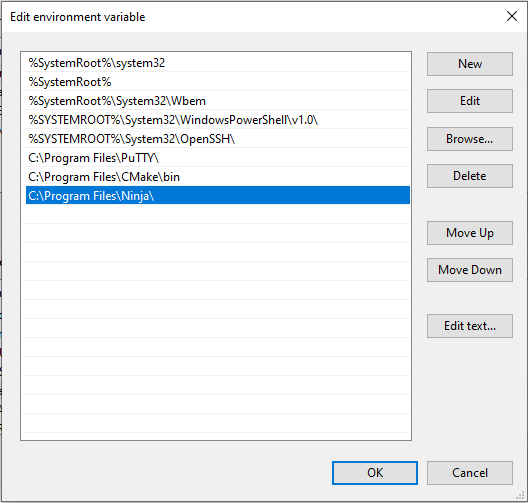 Edit environment variable
%SystemRoot%\system32
%SystemRoot%
%SystemRoot%\System32\Wbem
%SYSTEMROOT%\System32\WindowsPowerShell\v1.0\
%SYSTEMROOT%\System32\OpenSSH\
C:\Program Files\PuTTY\
C:\Program Files\CMake\bin
C:\Program Files\Ninja\
New
Edit
Browse...
Delete
Move Up
Move Down
Edit text...
OK
Cancel